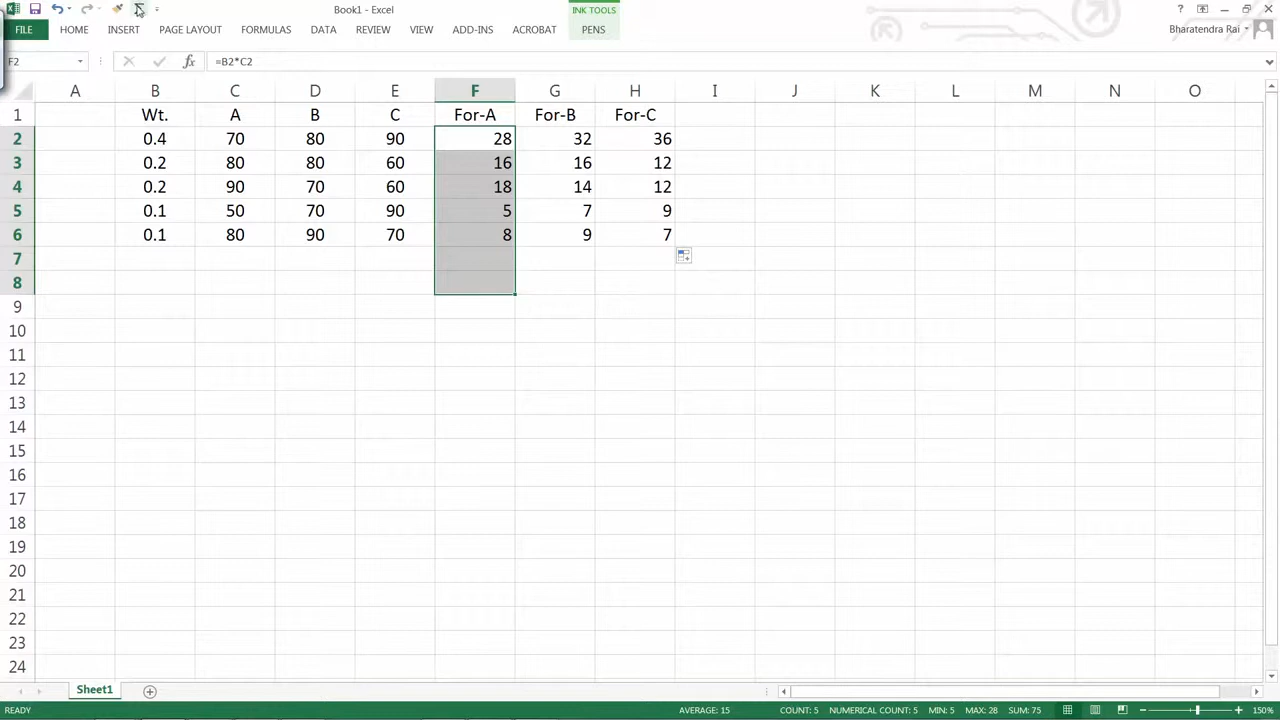 Book1 - Excel
INK TOOLS
?
FILE HOME INSERT PAGE LAYOUT FORMULAS DATA REVIEW VIEW ADD-INS ACROBAT PENS
Bharatendra Rai
F2 fx =B2*C2
A B C D E F G H I J K L M N O
1 Wt. A B C For-A For-B For-C
2 0.4 70 80 90 28 32 36
3 0.2 80 80 60 16 16 12
4 0.2 90 70 60 18 14 12
5 0.1 50 70 90 5 7 9
6 0.1 80 90 70 8 9 7
7
8
9
10
11
12
13
14
15
16
17
18
19
20
21
22
23
24
Sheet1
READY AVERAGE: 15 COUNT: 5 NUMERICAL COUNT: 5 MIN: 5 MAX: 28 SUM: 75 150%